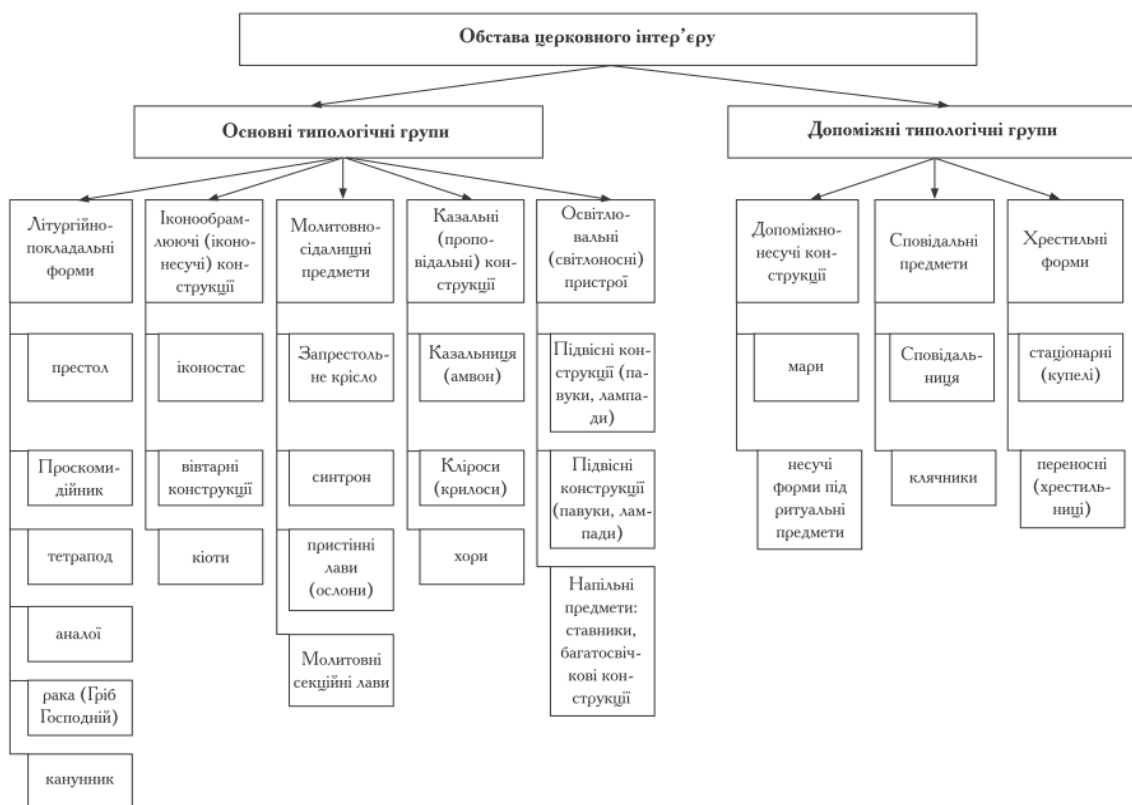 Обстава церковного інтер’єру
Основні типологічні групи
Допоміжні типологічні групи
Літургійно-
покладальні
форми
престол
Проскоми-
дійник
тетрапод
аналої
рака (Гріб
Господній)
канунник
Іконообрам-
люючі (іконо-
несучі) кон-
струкції
іконостас
вівтарні
конструкції
кіоти
Молитовно-
сідалищні
предмети
Запрестоль-
не крісло
синтрон
пристінні
лави
(ослони)
Молитовні
секційні лави
Казальні
(пропо-
відальні) кон-
струкції
Казальниця
(амвон)
Кліроси
(крилоси)
хори
Освітлю-
вальні
(світлоносні)
пристрої
Підвісні кон-
струкції (па-
вуки, лампа-
ди)
Підвісні
конструкції
(павуки, лам-
пади)
Напільні
предмети:
ставники,
багатосвіч-
кові кон-
струкції
Допоміжно-
несучі кон-
струкції
мари
несучі
форми під
ритуальні
предмети
Сповідальні
предмети
Сповідаль-
ниця
клячники
Хрестильні
форми
стаціонарні
(купелі)
переносні
(хрестиль-
ниці)